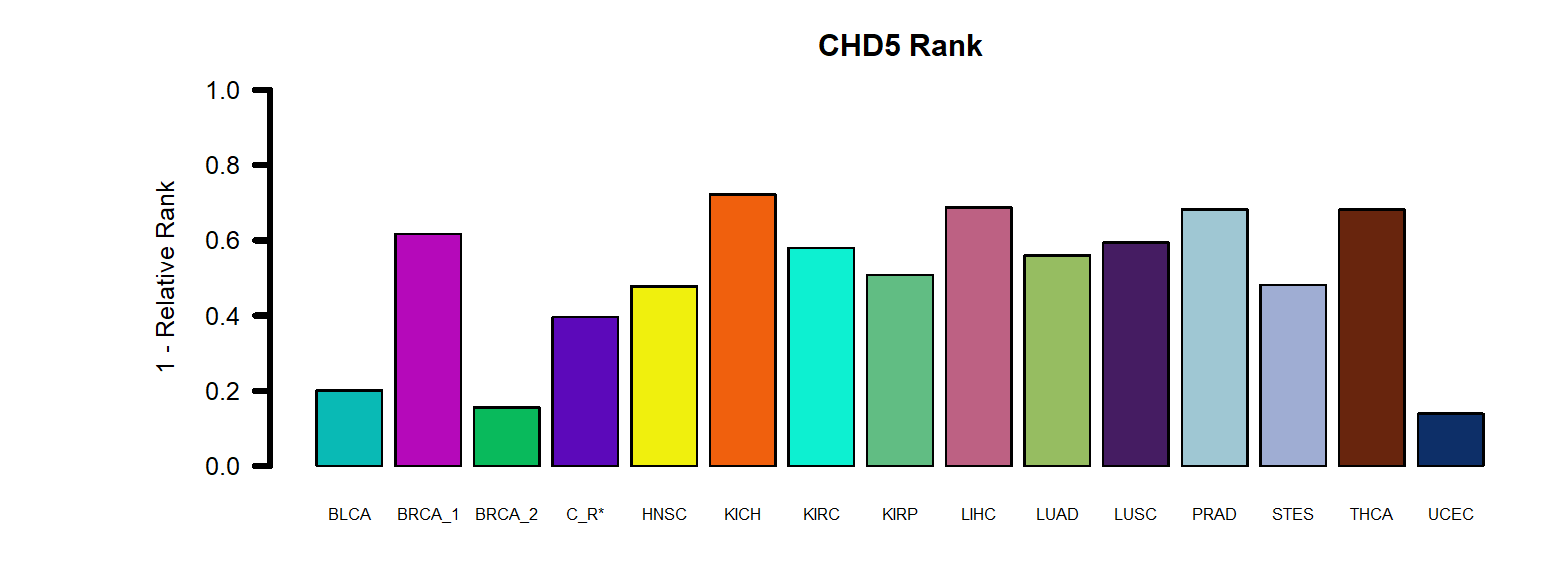 CHD5 Rank
1 - Relative Rank
1.0
0.8
0.6
0.4
0.2
0.0
BLCA BRCA_1 BRCA_2 C_R* HNSC KICH KIRC KIRP LIHC LUAD LUSC PRAD STES THCA UCEC